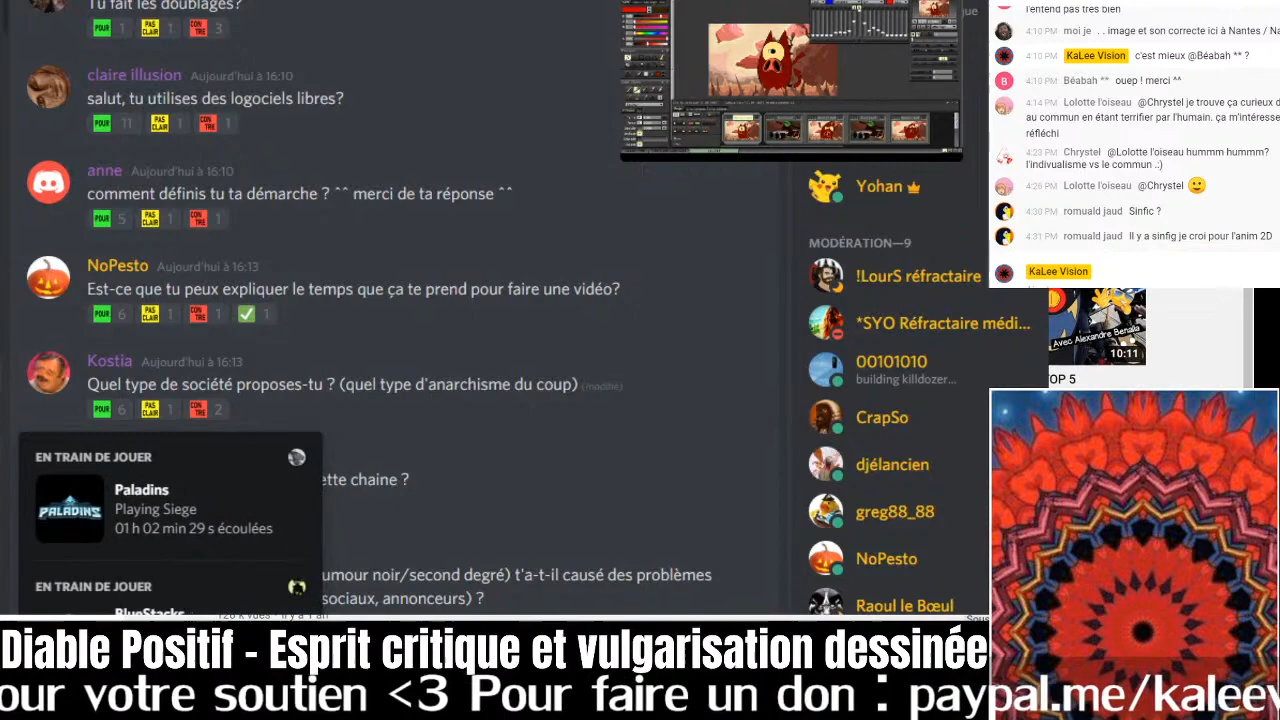 Tu fait les doublages?
POUR 1 PAS CLAIR 1 CON TRE 3
claire illusion Aujourd'hui à 16:10
salut, tu utilises des logociels libres?
POUR 11 PAS CLAIR 1 CON TRE 1
anne Aujourd'hui à 16:10
comment définis tu ta démarche ? ^^ merci de ta réponse ^^
POUR 5 PAS CLAIR 1 CON TRE 1
NoPesto Aujourd'hui à 16:13
Est-ce que tu peux expliquer le temps que ça te prend pour faire une vidéo?
POUR 6 PAS CLAIR 1 CON TRE 1 1
Kostia Aujourd'hui à 16:13
Quel type de société proposes-tu ? (quel type d'anarchisme du coup) (modifié)
POUR 6 PAS CLAIR 1 CON TRE 2
ette chaine ?
umour noir/second degré) t'a-t-il causé des problèmes
sociaux, annonceurs) ?
EN TRAIN DE JOUER
PALADINS
Paladins
Playing Siege
01 h 02 min 29 s écoulées
EN TRAIN DE JOUER
BlueStacks
que
Yohan
MODÉRATION—9
!LourS réfractaire
*SYO Réfractaire médi...
00101010
building killdozer...
CrapSo
djélancien
greg88_88
NoPesto
Raoul le Bœul
l'entend pas très bien
4:10 PM moi je . . image et son correcte ici à Nantes / Na
4:10 PM KaLee Vision c'est mieux @Béabah ** ?
4:10 PM Béabah ** ouep ! merci ^^
4:14 PM Lolotte l'oiseau @Chrystel je trouve ça curieux d
au commun en étant terrifier par l'humain. ça m'intéresse
réfléchi
4:23 PM Chrystel @Lolotte l'oiseau hummm hummm?
l'indivualisme vs le commun .:)
4:26 PM Lolotte l'oiseau @Chrystel
4:30 PM romuald jaud Sinfic ?
4:31 PM romuald jaud Il y a sinfig je croi pour l'anim 2D
KaLee Vision
Avec Alexandre Benalla
10:11
TOP 5
Diable Positif - Esprit critique et vulgarisation dessinée
our votre soutien <3 Pour faire un don : paypal.me/kaleev